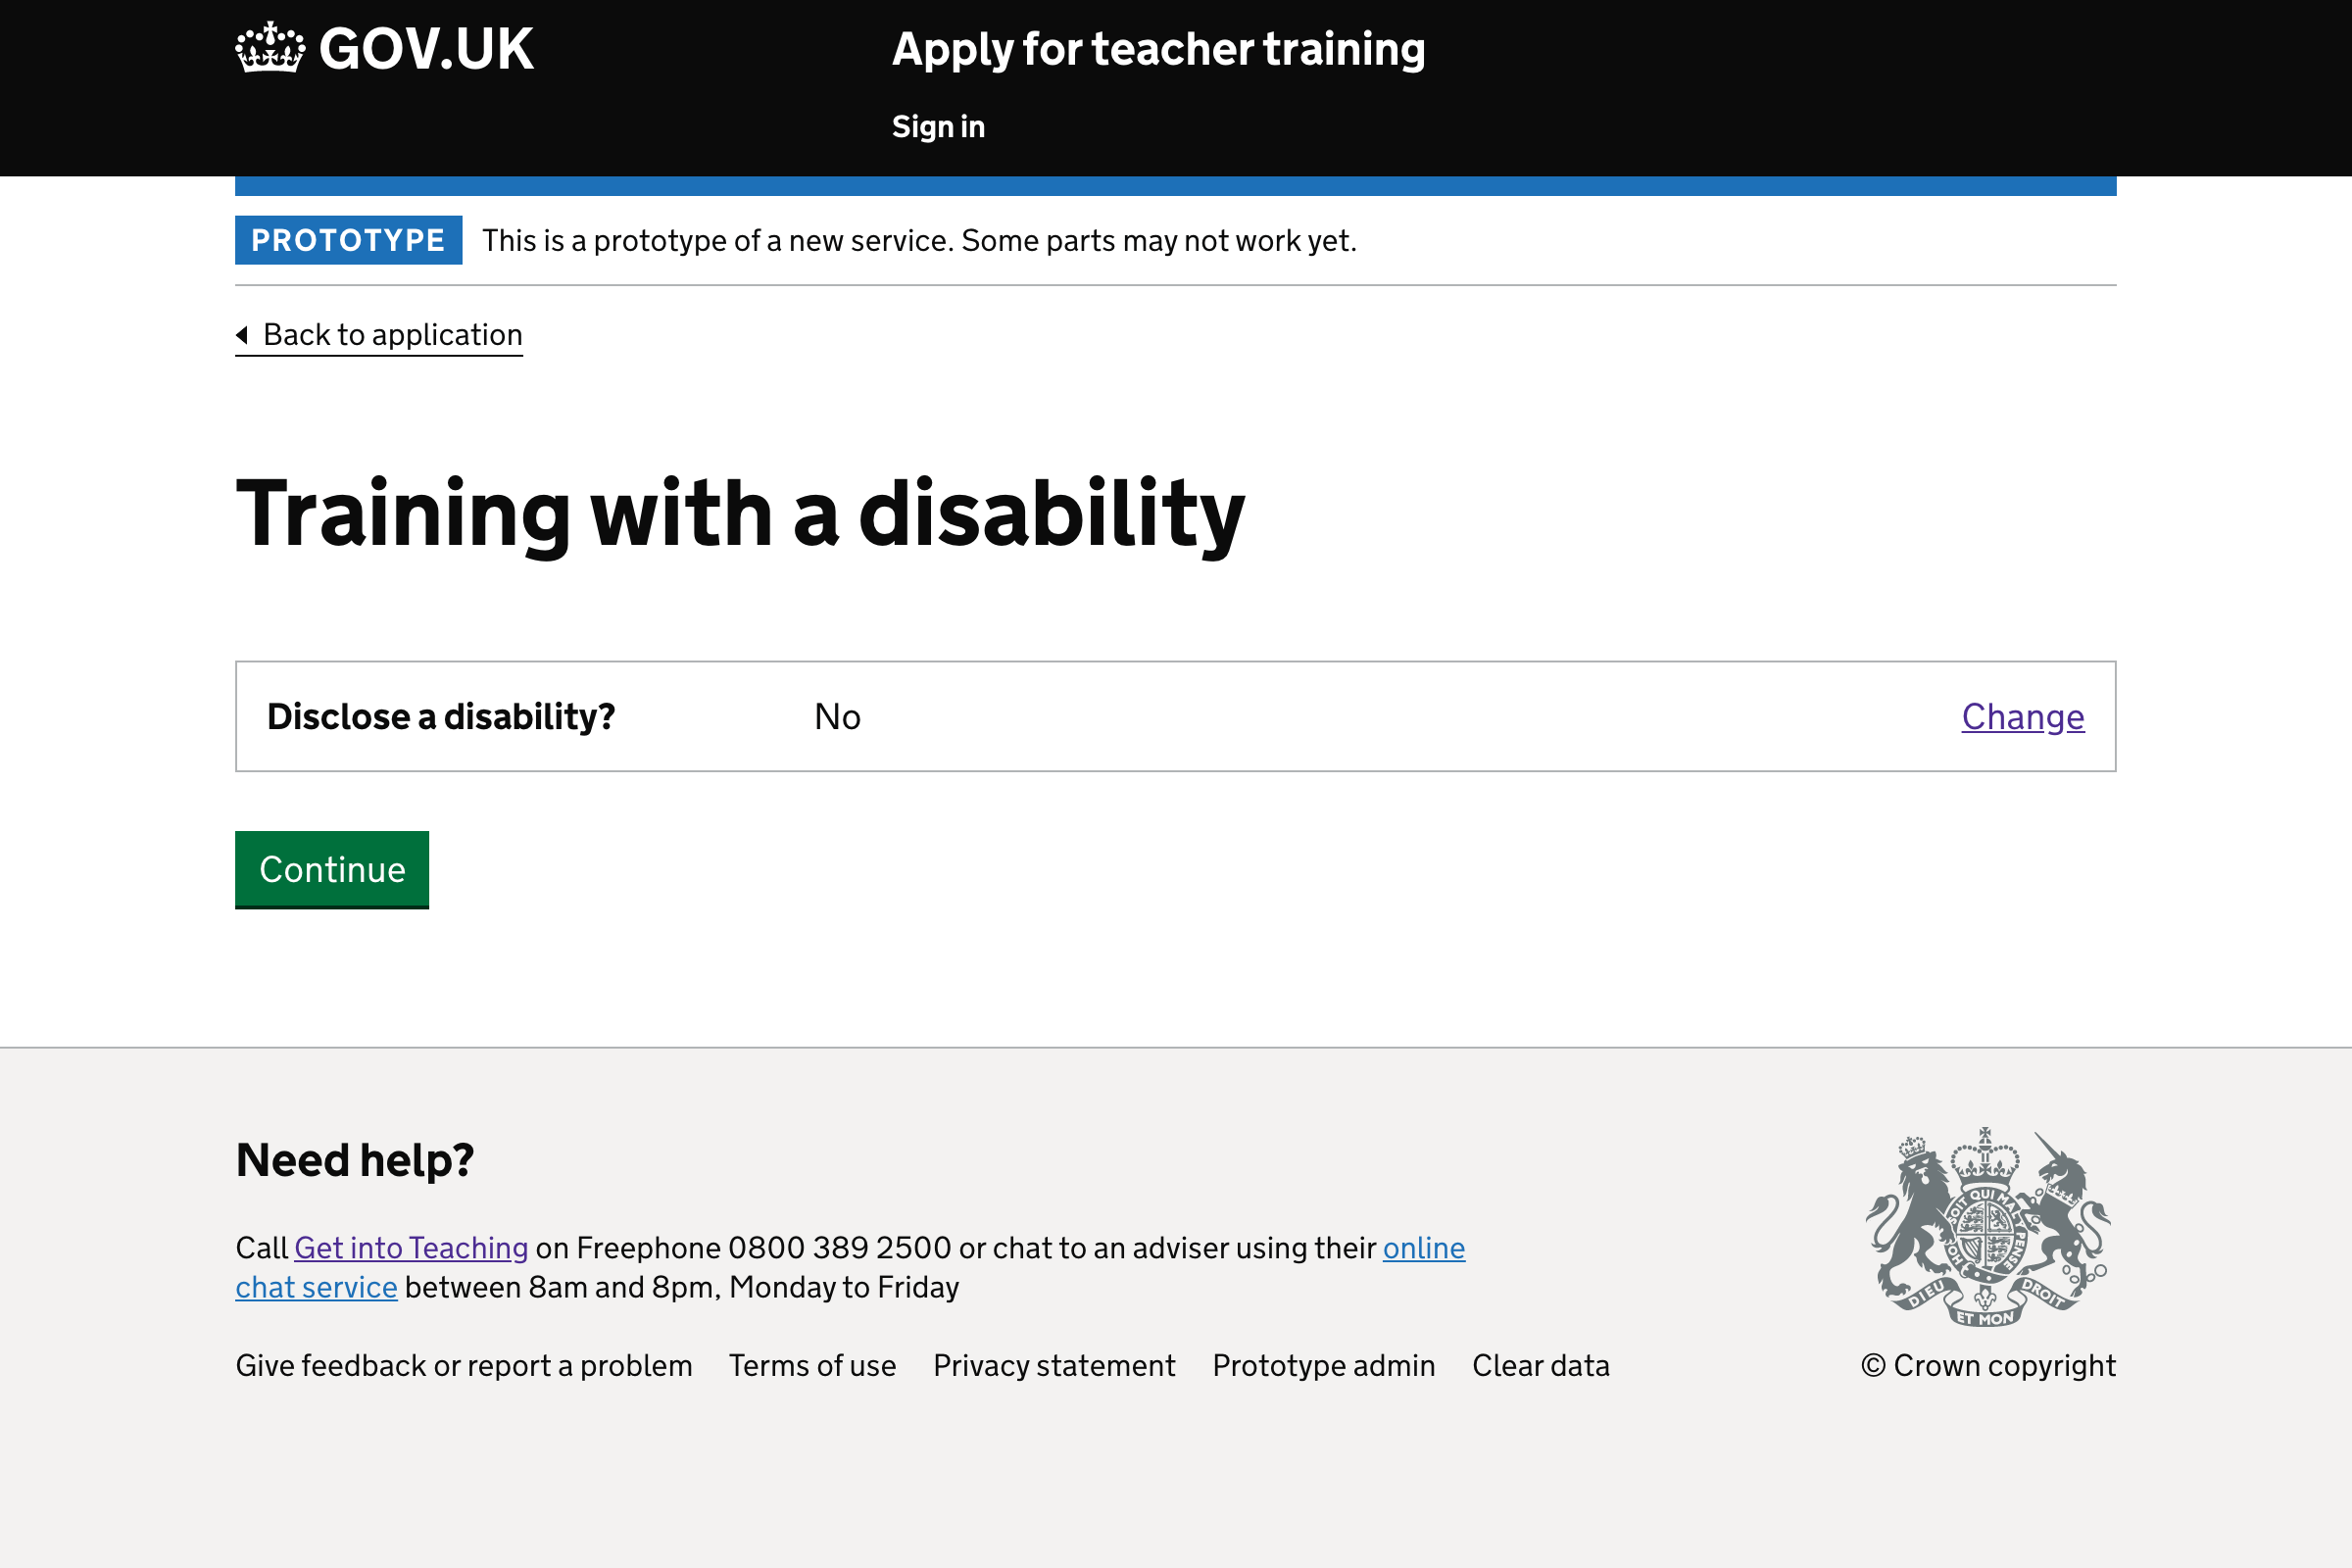 GOV.UK
Apply for teacher training
Sign in
PROTOTYPE This is a prototype of a new service. Some parts may not work yet.
Back to application
Training with a disability
Disclose a disability? No Change
Continue
Need help?
Call Get into Teaching on Freephone 0800 389 2500 or chat to an adviser using their online
chat service between 8am and 8pm, Monday to Friday
SOIT QUI MAL
PENSE
HON
DIEU
ET MON
DROIT
Give feedback or report a problem Terms of use Privacy statement Prototype admin Clear data
© Crown copyright